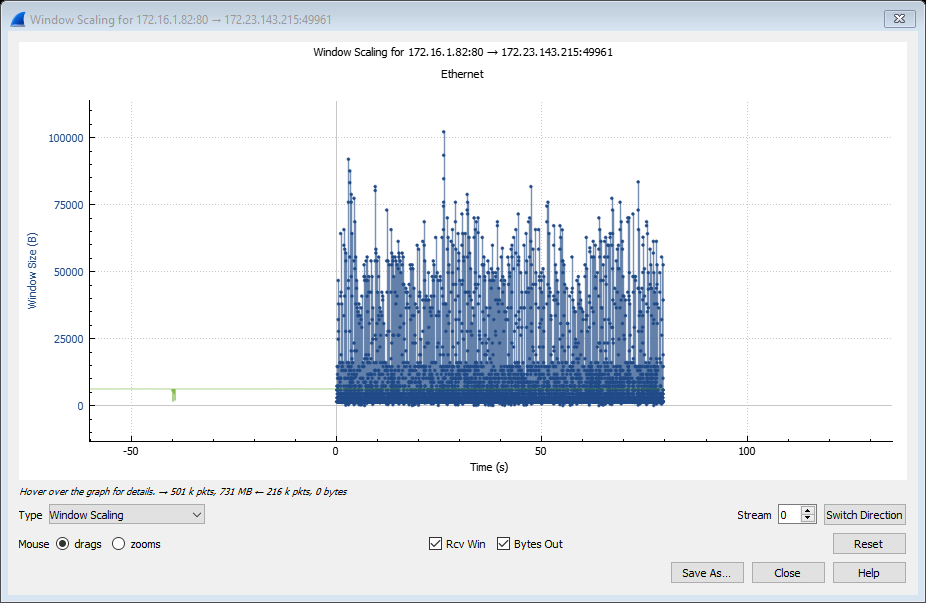 Window Scaling for 172.16.1.82:80 → 172.23.143.215:49961
Window Scaling for 172.16.1.82:80 → 172.23.143.215:49961
Ethernet
100000
75000
50000
25000
0
Window Size (B)
-50 0 50 100
Time (s)
Hover over the graph for details. → 501 k pkts, 731 MB ← 216 k pkts, 0 bytes
Type Window Scaling Stream 0 Switch Direction
Mouse drags zooms Rcv Win Bytes Out Reset
Save As... Close Help